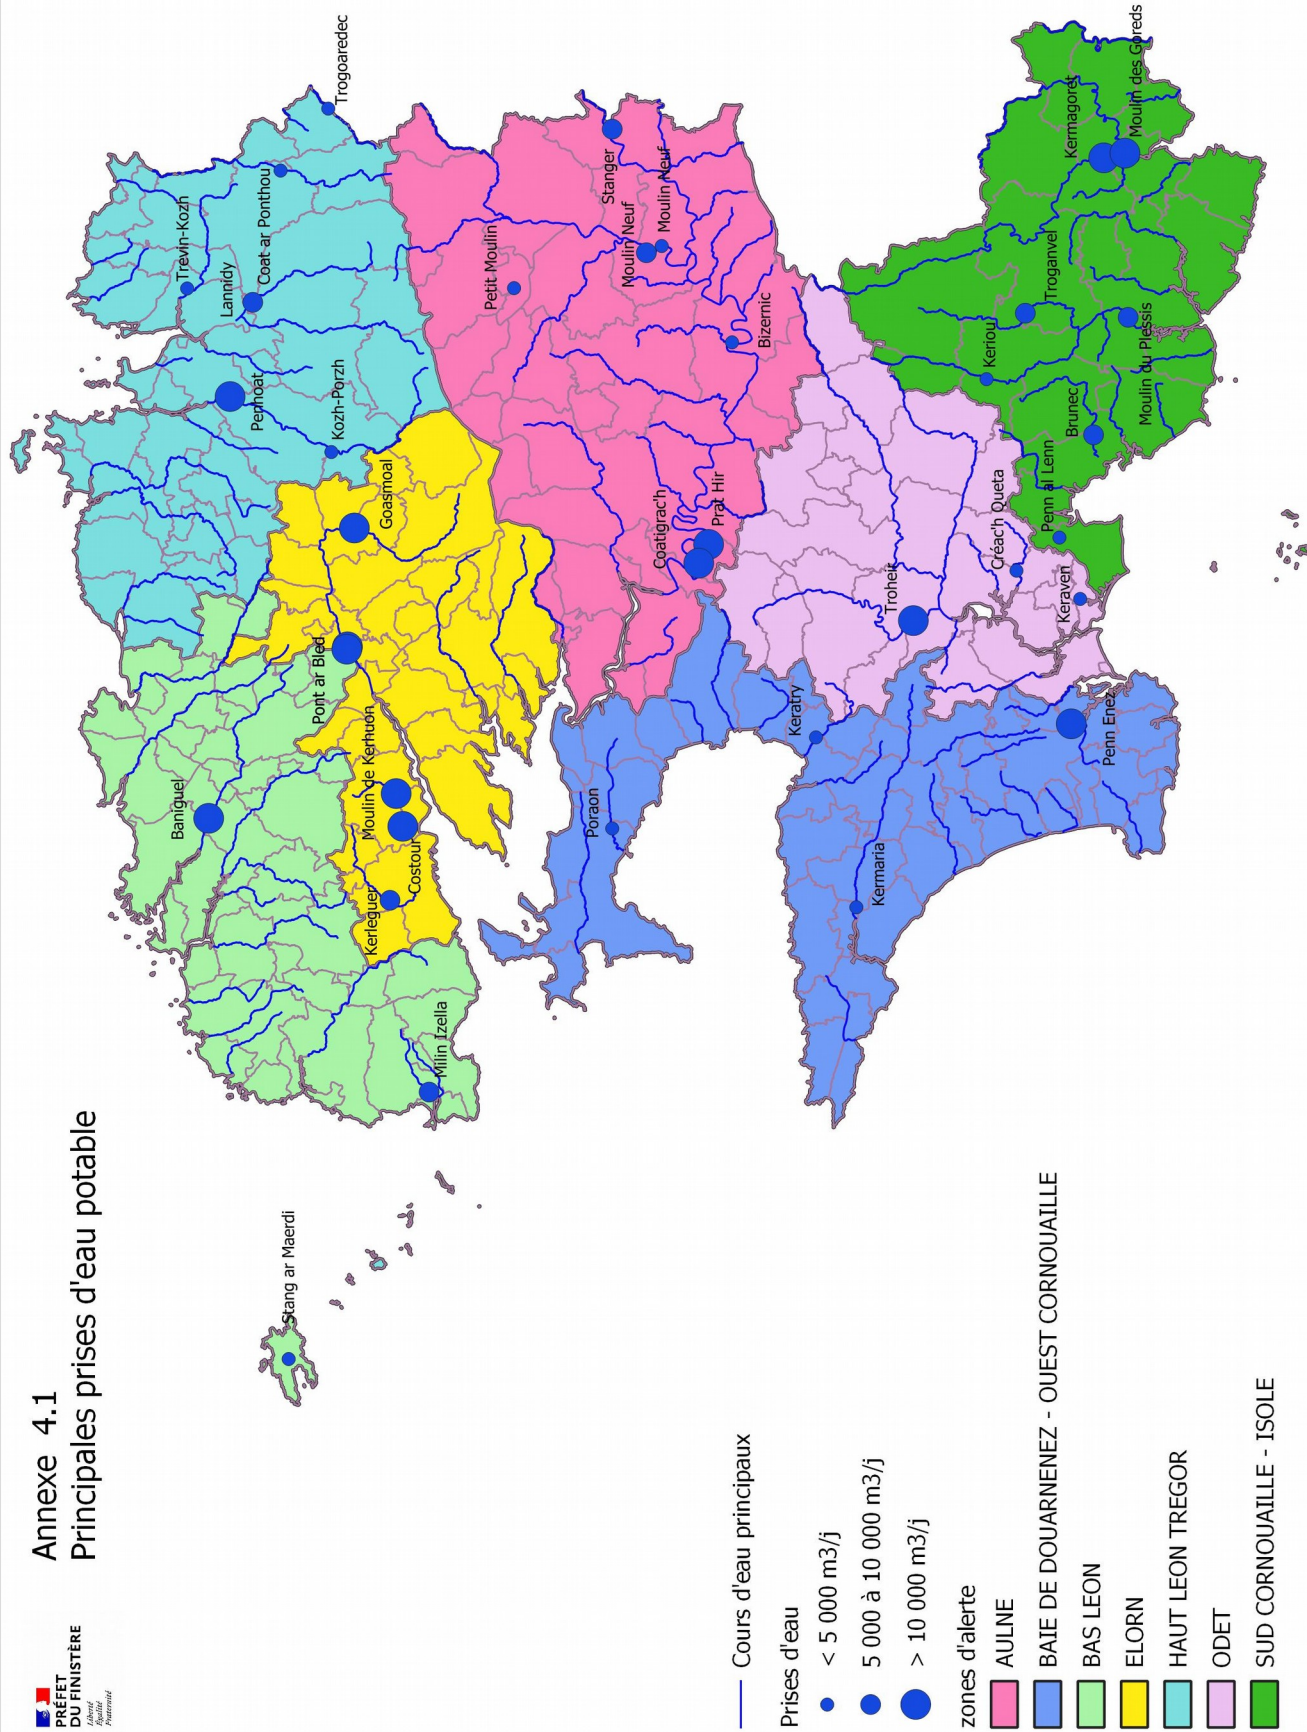 PRÉFET
DU FINISTÈRE
Liberté
Égalité
Fraternité
Annexe 4.1
Principales prises d'eau potable
Stang ar Maerdi
Milin Izella
Kerleguer
Costour
Moulin de Kerhuon
Baniguel
Pont ar Bled
Goasmoal
Kozh-Porzh
Penhoat
Lannidy
Trevin-Kozh
Coat ar Ponthou
Trogoaredec
Petit Moulin
Stanger
Moulin Neuf
Moulin Neuf
Bizernic
Coatigrac'h
Prat Hir
Poraon
Keratry
Kermaria
Penn Enez
Troheir
Créac'h Queta
Keraven
Penn al Lenn
Brunec
Keriou
Troganvel
Moulin du Plessis
Kermagoret
Moulin des Goreds
Cours d'eau principaux
Prises d'eau
< 5 000 m3/j
5 000 à 10 000 m3/j
> 10 000 m3/j
zones d'alerte
AULNE
BAIE DE DOUARNENEZ - OUEST CORNOUAILLE
BAS LEON
ELORN
HAUT LEON TREGOR
ODET
SUD CORNOUAILLE - ISOLE